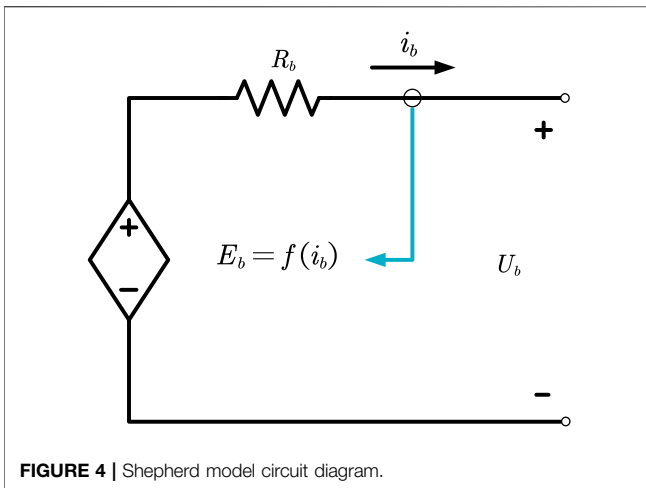 R_b
i_b
+
+
E_b = f(i_b)
U_b
−
−
FIGURE 4 | Shepherd model circuit diagram.